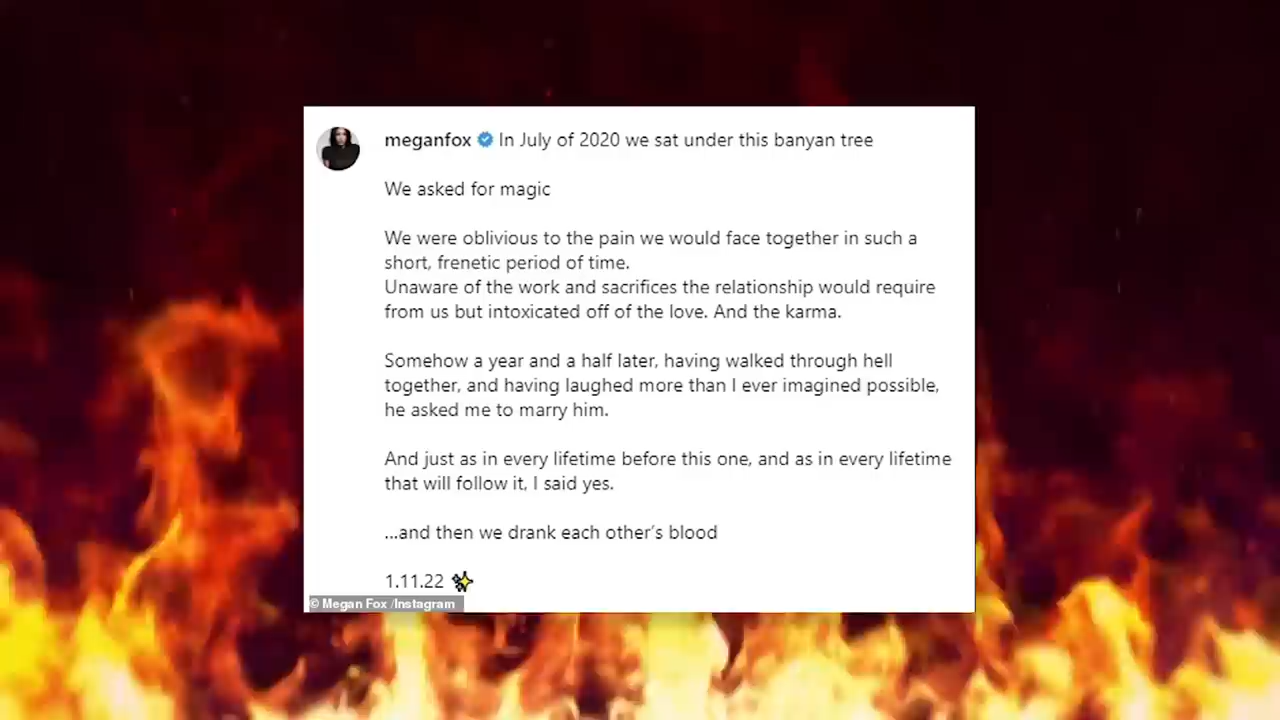 meganfox In July of 2020 we sat under this banyan tree
We asked for magic
We were oblivious to the pain we would face together in such a
short, frenetic period of time.
Unaware of the work and sacrifices the relationship would require
from us but intoxicated off of the love. And the karma.
Somehow a year and a half later, having walked through hell
together, and having laughed more than I ever imagined possible,
he asked me to marry him.
And just as in every lifetime before this one, and as in every lifetime
that will follow it, I said yes.
...and then we drank each other’s blood
1.11.22 ✨
© Megan Fox /Instagram